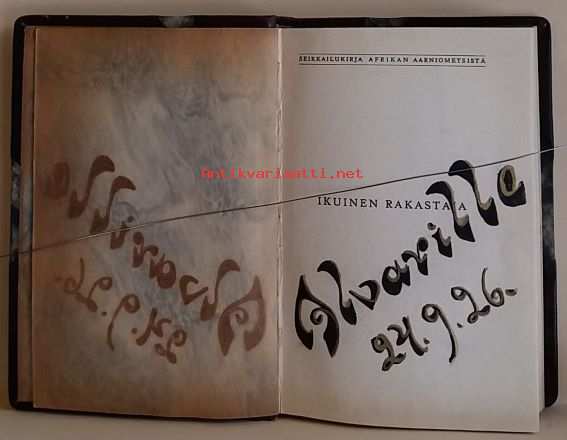 SEIKKAILUKIRJA AFRIKAN AARNIOMETSISTÄ
Antikvariaatti.net
IKUINEN RAKASTAJA
Alvarille
24.9.26.